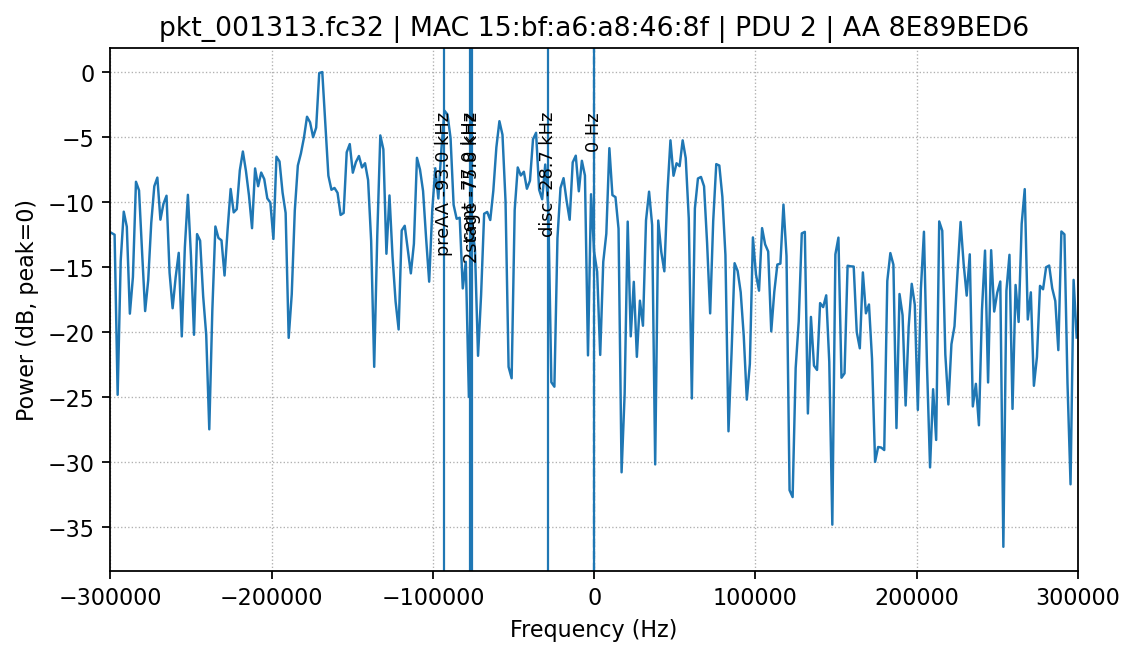 pkt_001313.fc32 | MAC 15:bf:a6:a8:46:8f | PDU 2 | AA 8E89BED6
Power (dB, peak=0)
0
−5
−10
−15
−20
−25
−30
−35
preAA -93.0 kHz
disc -28.7 kHz
0 Hz
−300000
−200000
−100000
0
100000
200000
300000
Frequency (Hz)